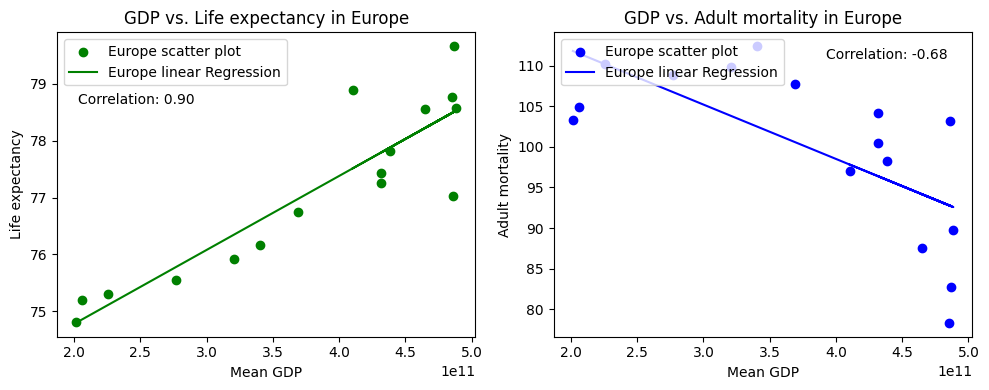 GDP vs. Life expectancy in Europe
Europe scatter plot
Europe linear Regression
Correlation: 0.90
Life expectancy
79
78
77
76
75
2.0 2.5 3.0 3.5 4.0 4.5 5.0
1e11
Mean GDP
GDP vs. Adult mortality in Europe
Europe scatter plot
Europe linear Regression
Correlation: -0.68
Adult mortality
110
105
100
95
90
85
80
2.0 2.5 3.0 3.5 4.0 4.5 5.0
1e11
Mean GDP